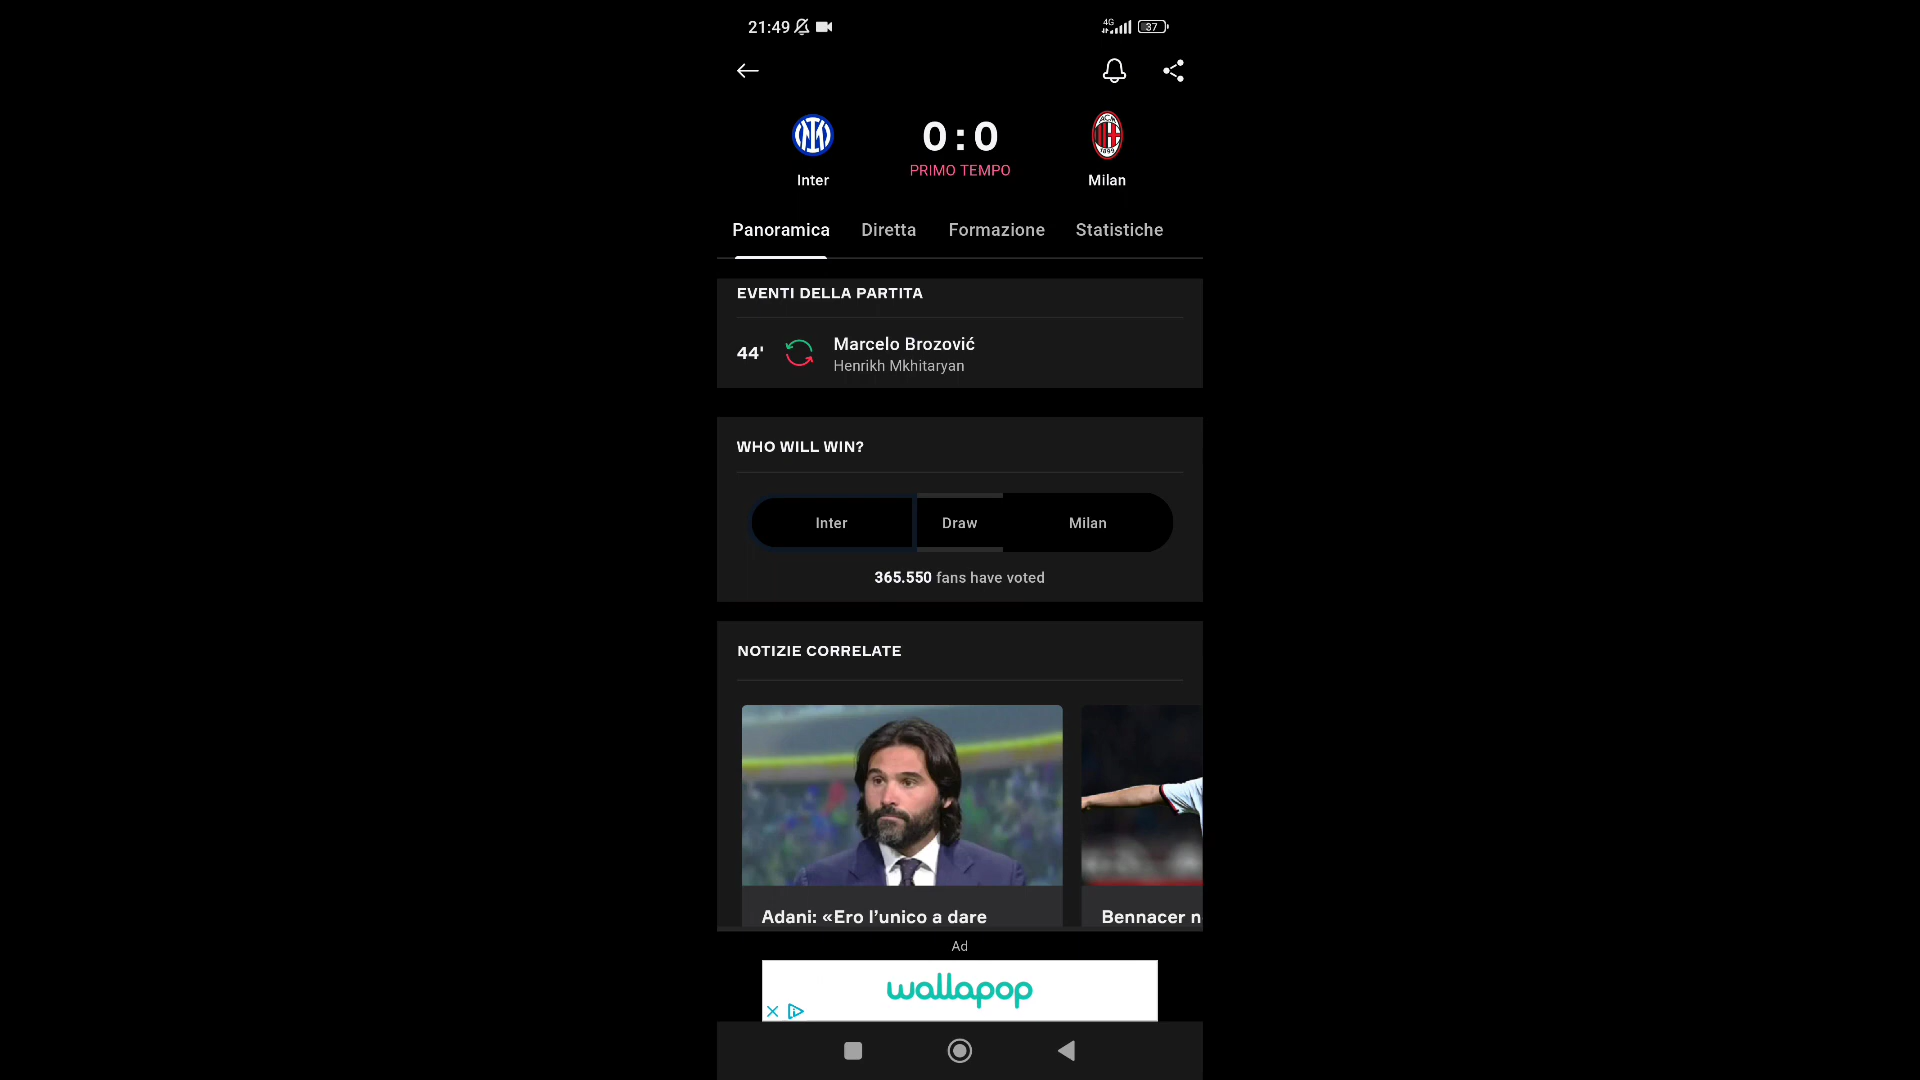 21:49
4G
37
0:0
PRIMO TEMPO
Inter
Milan
Panoramica
Diretta
Formazione
Statistiche
EVENTI DELLA PARTITA
44'
Marcelo Brozović
Henrikh Mkhitaryan
WHO WILL WIN?
Inter
Draw
Milan
365.550 fans have voted
NOTIZIE CORRELATE
Adani: «Ero l’unico a dare
Bennacer n
Ad
wallapop